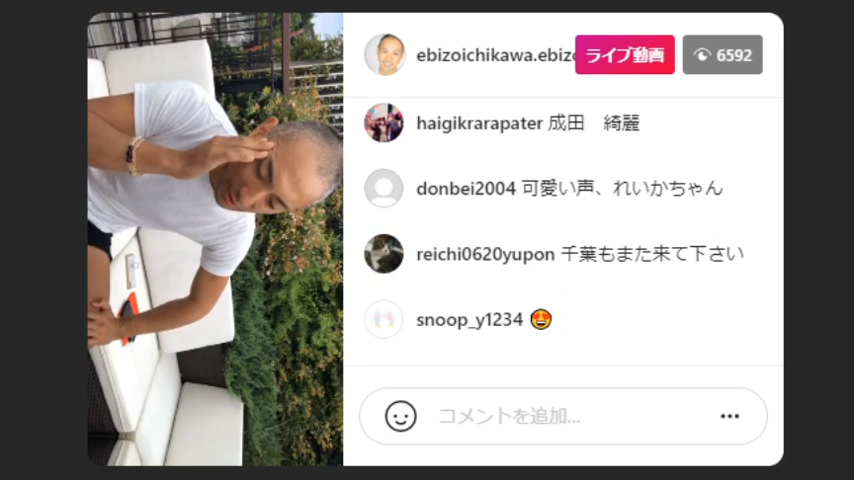 ebizoichikawa.ebizo
ライブ動画
6592
haigikrarapater 成田　綺麗
donbei2004 可愛い声、れいかちゃん
reichi0620yupon 千葉もまた来て下さい
snoop_y1234 😍
コメントを追加...